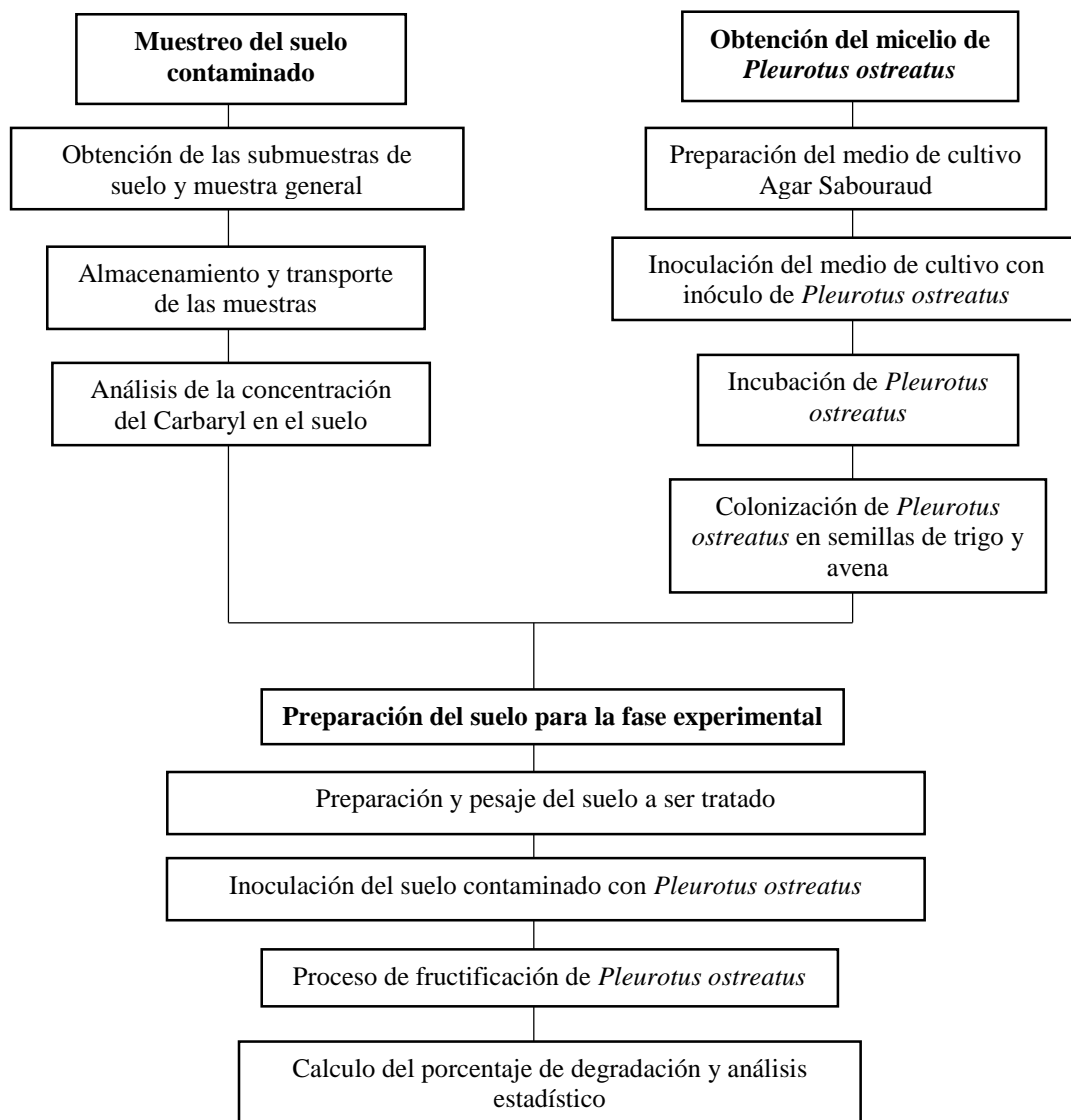 Muestreo del suelo
contaminado
Obtención de las submuestras de
suelo y muestra general
Almacenamiento y transporte
de las muestras
Análisis de la concentración
del Carbaryl en el suelo
Obtención del micelio de
Pleurotus ostreatus
Preparación del medio de cultivo
Agar Sabouraud
Inoculación del medio de cultivo con
inóculo de Pleurotus ostreatus
Incubación de Pleurotus
ostreatus
Colonización de Pleurotus
ostreatus en semillas de trigo y
avena
Preparación del suelo para la fase experimental
Preparación y pesaje del suelo a ser tratado
Inoculación del suelo contaminado con Pleurotus ostreatus
Proceso de fructificación de Pleurotus ostreatus
Calculo del porcentaje de degradación y análisis
estadístico